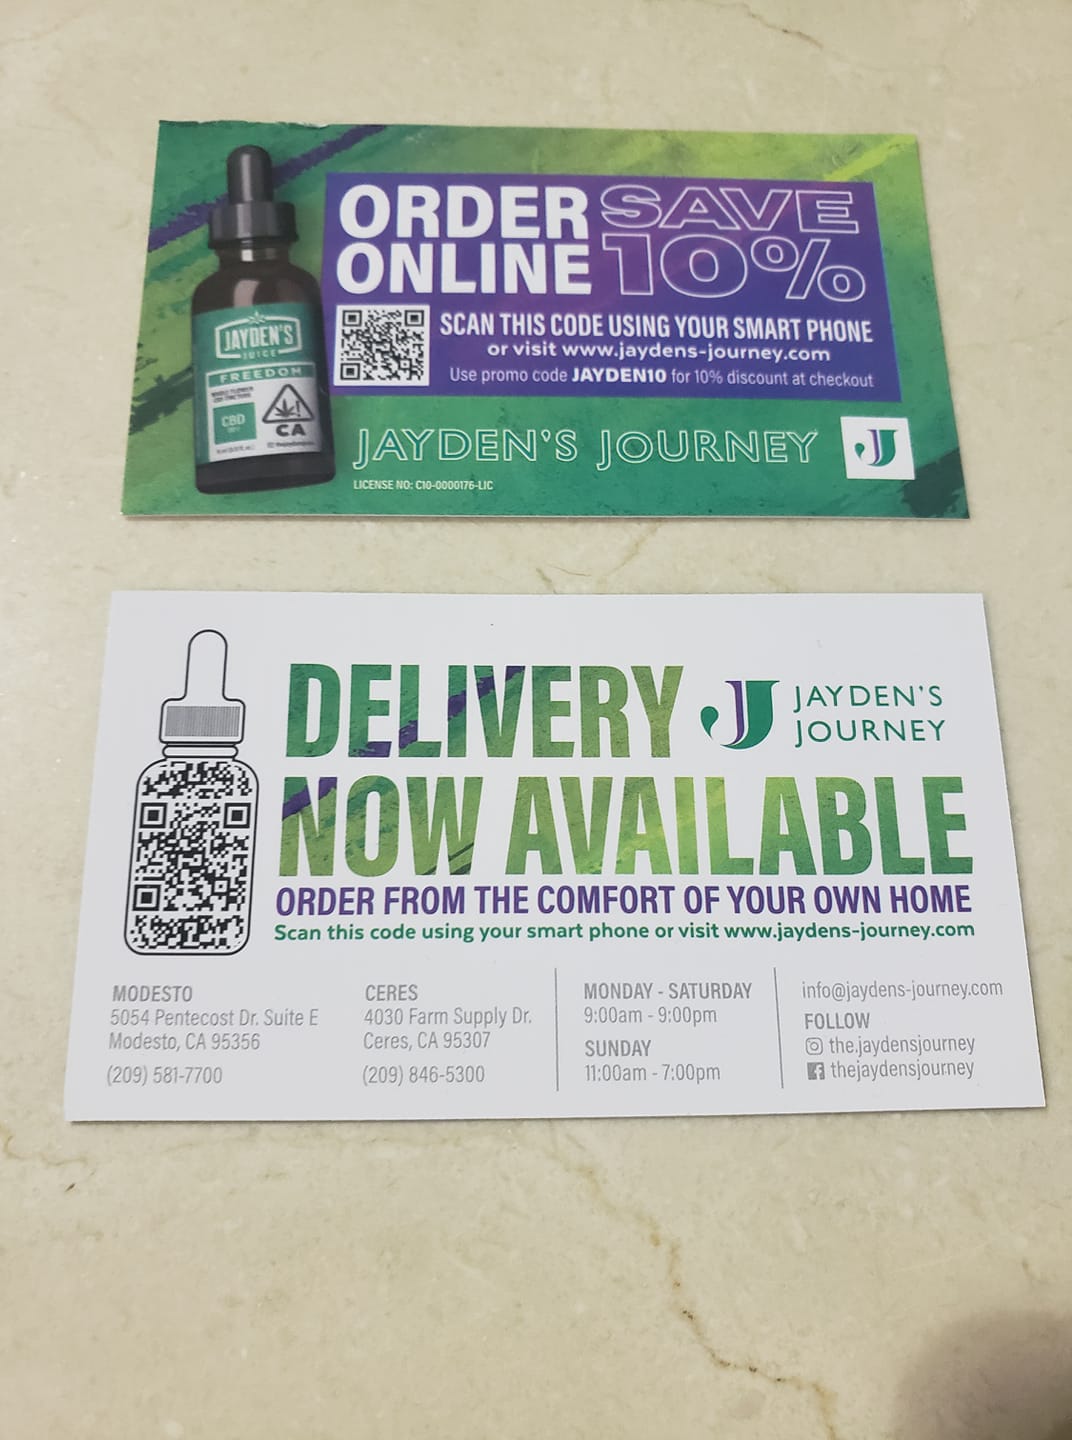 ORDER
ONLINE
SAVE
10%
SCAN THIS CODE USING YOUR SMART PHONE
or visit www.jaydens-journey.com
Use promo code JAYDEN10 for 10% discount at checkout
JAYDEN'S
JUICE
FREEDOM
CBD
CA
JAYDEN'S JOURNEY
J
LICENSE NO: C10-0000176-LIC
DELIVERY
NOW AVAILABLE
J JAYDEN'S
JOURNEY
ORDER FROM THE COMFORT OF YOUR OWN HOME
Scan this code using your smart phone or visit www.jaydens-journey.com
MODESTO
5054 Pentecost Dr. Suite E
Modesto, CA 95356
(209) 581-7700
CERES
4030 Farm Supply Dr.
Ceres, CA 95307
(209) 846-5300
MONDAY - SATURDAY
9:00am - 9:00pm
SUNDAY
11:00am - 7:00pm
info@jaydens-journey.com
FOLLOW
the.jaydensjourney
thejaydensjourney